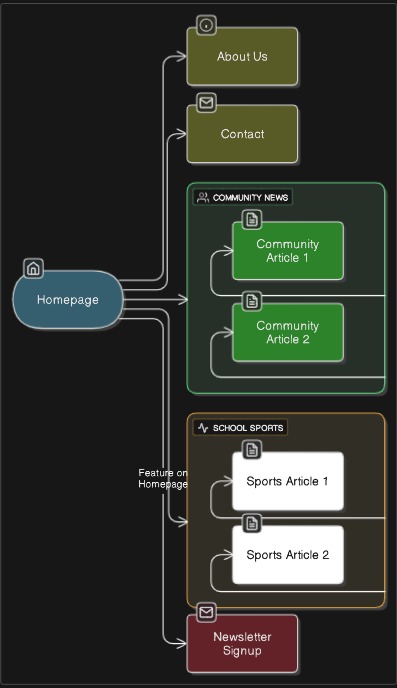 About Us
Contact
COMMUNITY NEWS
Community
Article 1
Homepage
Community
Article 2
SCHOOL SPORTS
Feature on
Homepage
Sports Article 1
Sports Article 2
Newsletter
Signup